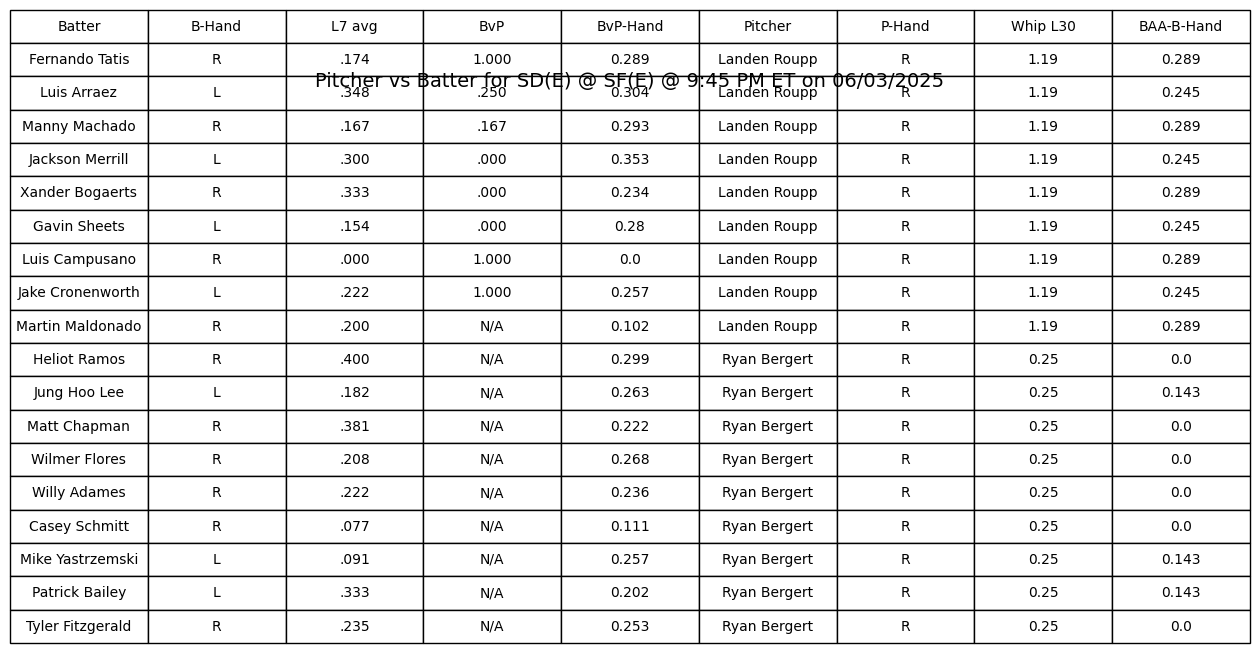 Batter B-Hand L7 avg BvP BvP-Hand Pitcher P-Hand Whip L30 BAA-B-Hand
Fernando Tatis R .174 1.000 0.289 Landen Roupp R 1.19 0.289
Pitcher vs Batter for SD(E) @ SF(E) @ 9:45 PM ET on 06/03/2025
Luis Arraez L .348 .250 0.304 Landen Roupp R 1.19 0.245
Manny Machado R .167 .167 0.293 Landen Roupp R 1.19 0.289
Jackson Merrill L .300 .000 0.353 Landen Roupp R 1.19 0.245
Xander Bogaerts R .333 .000 0.234 Landen Roupp R 1.19 0.289
Gavin Sheets L .154 .000 0.28 Landen Roupp R 1.19 0.245
Luis Campusano R .000 1.000 0.0 Landen Roupp R 1.19 0.289
Jake Cronenworth L .222 1.000 0.257 Landen Roupp R 1.19 0.245
Martin Maldonado R .200 N/A 0.102 Landen Roupp R 1.19 0.289
Heliot Ramos R .400 N/A 0.299 Ryan Bergert R 0.25 0.0
Jung Hoo Lee L .182 N/A 0.263 Ryan Bergert R 0.25 0.143
Matt Chapman R .381 N/A 0.222 Ryan Bergert R 0.25 0.0
Wilmer Flores R .208 N/A 0.268 Ryan Bergert R 0.25 0.0
Willy Adames R .222 N/A 0.236 Ryan Bergert R 0.25 0.0
Casey Schmitt R .077 N/A 0.111 Ryan Bergert R 0.25 0.0
Mike Yastrzemski L .091 N/A 0.257 Ryan Bergert R 0.25 0.143
Patrick Bailey L .333 N/A 0.202 Ryan Bergert R 0.25 0.143
Tyler Fitzgerald R .235 N/A 0.253 Ryan Bergert R 0.25 0.0